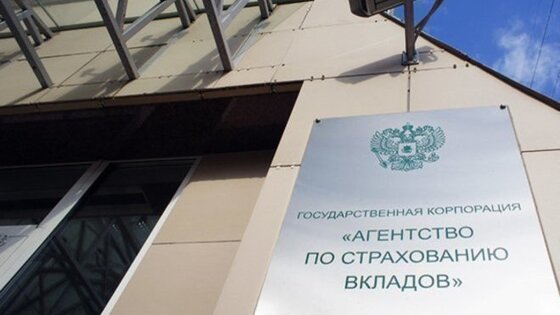 ГОСУДАРСТВЕННАЯ КОРПОРАЦИЯ
«АГЕНТСТВО
ПО СТРАХОВАНИЮ
ВКЛАДОВ»